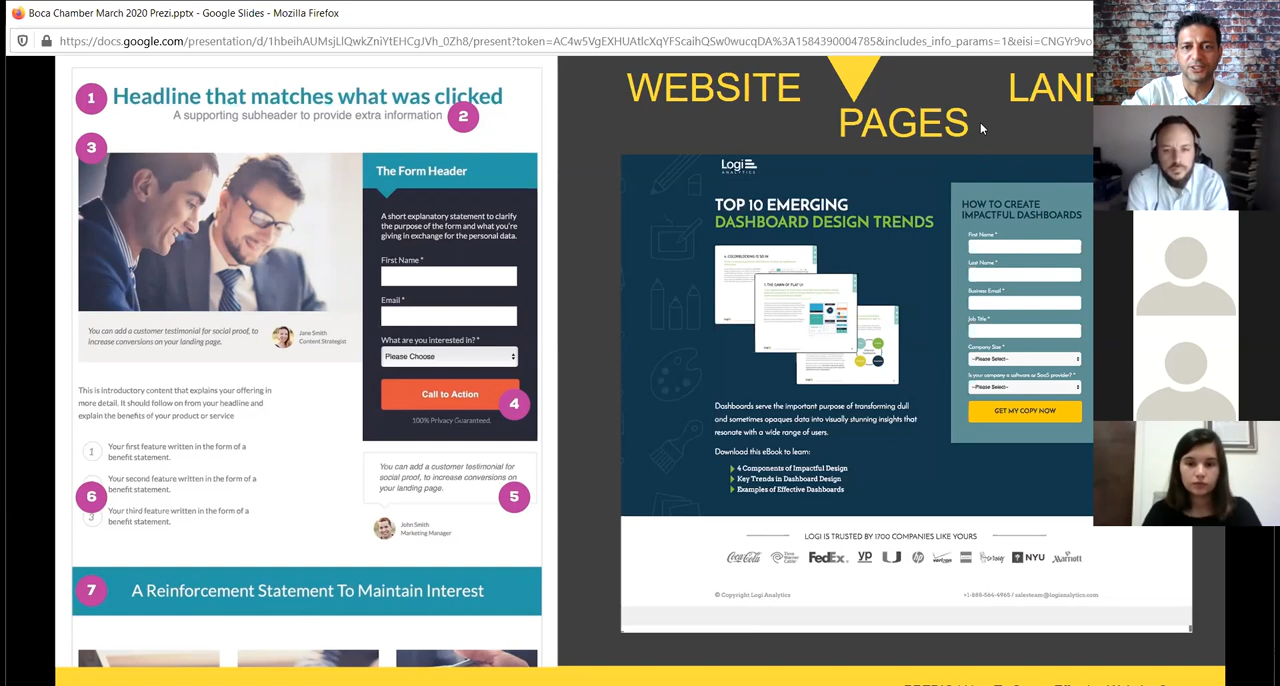 Boca Chamber March 2020 Prezi.pptx - Google Slides - Mozilla Firefox
1
Headline that matches what was clicked
A supporting subheader to provide extra information
2
3
The Form Header
A short explanatory statement to clarify
the purpose of the form and what you're
giving in exchange for the personal data.
First Name *
Email *
What are you interested in? *
Please Choose
Call to Action
4
100% Privacy Guaranteed.
You can add a customer testimonial for social proof, to
increase conversions on your landing page.
Jane Smith
Content Strategist
This is introductory content that explains your offering in
more detail. It should follow on from your headline and
explain the benefits of your product or service
1
Your first feature written in the form of a
benefit statement.
Your second feature written in the form of a
benefit statement.
6
3
Your third feature written in the form of a
benefit statement.
You can add a customer testimonial for
social proof, to increase conversions on
your landing page.
5
John Smith
Marketing Manager
7
A Reinforcement Statement To Maintain Interest
WEBSITE
LAND
PAGES
Logi
ANALYTICS
TOP 10 EMERGING
DASHBOARD DESIGN TRENDS
Dashboards serve the important purpose of transforming dull
and sometimes opaques data into visually stunning insights that
resonate with a wide range of users.
Download this eBook to learn:
4 Components of Impactful Design
Key Trends in Dashboard Design
Examples of Effective Dashboards
HOW TO CREATE
IMPACTFUL DASHBOARDS
First Name *
Last Name *
Business Email *
Job Title *
Company Size *
--Please Select--
Is your company a software or SaaS provider? *
--Please Select--
GET MY COPY NOW
LOGI IS TRUSTED BY 1700 COMPANIES LIKE YOURS
Coca-Cola
Time Warner Cable
FedEx
YP
hp
verizon
NYU
Marriott
© Copyright Logi Analytics
+1-888-564-4965 / salesteam@logianalytics.com